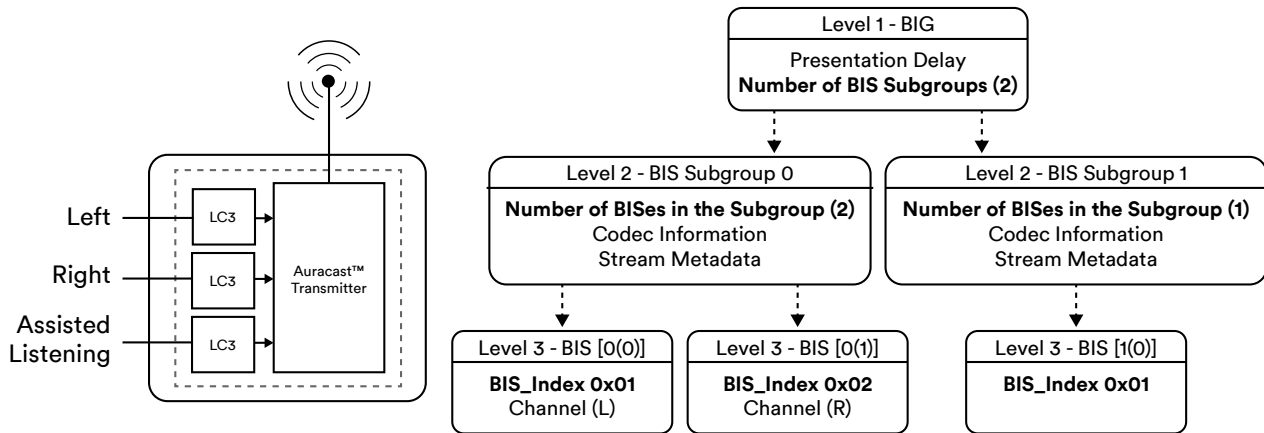 Left
Right
Assisted
Listening
LC3
LC3
LC3
Auracast™
Transmitter
Level 1 - BIG
Presentation Delay
Number of BIS Subgroups (2)
Level 2 - BIS Subgroup 0
Number of BISes in the Subgroup (2)
Codec Information
Stream Metadata
Level 2 - BIS Subgroup 1
Number of BISes in the Subgroup (1)
Codec Information
Stream Metadata
Level 3 - BIS [0(0)]
BIS_Index 0x01
Channel (L)
Level 3 - BIS [0(1)]
BIS_Index 0x02
Channel (R)
Level 3 - BIS [1(0)]
BIS_Index 0x01